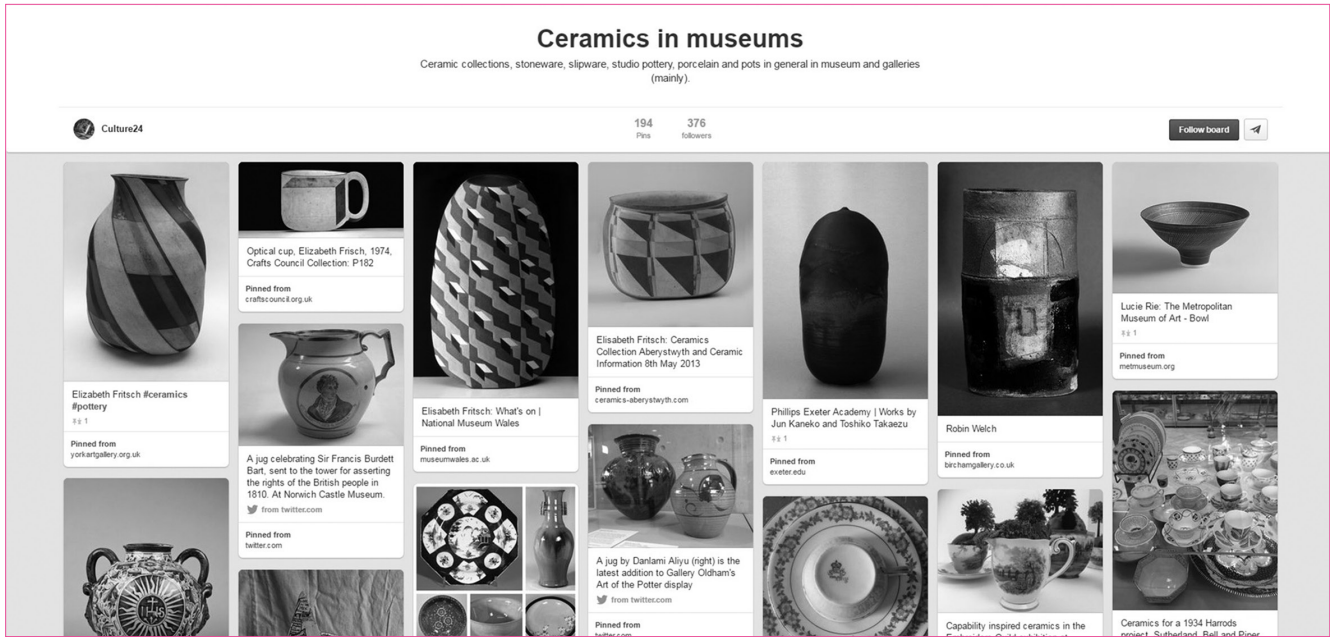 Ceramics in museums
Ceramic collections, stoneware, slipware, studio pottery, porcelain and pots in general in museum and galleries
(mainly).
Culture24
194
Pins
376
followers
Follow board
Elizabeth Fritsch #ceramics
#pottery
1
Pinned from
yorkartgallery.org.uk
Optical cup, Elizabeth Frisch, 1974,
Crafts Council Collection: P182
Pinned from
craftscouncil.org.uk
A jug celebrating Sir Francis Burdett
Bart, sent to the tower for asserting
the rights of the British people in
1810. At Norwich Castle Museum.
from twitter.com
Pinned from
twitter.com
Elisabeth Fritsch: What's on |
National Museum Wales
Pinned from
museumwales.ac.uk
Elisabeth Fritsch: Ceramics
Collection Aberystwyth and Ceramic
Information 8th May 2013
Pinned from
ceramics-aberystwyth.com
A jug by Danlami Aliyu (right) is the
latest addition to Gallery Oldham's
Art of the Potter display
from twitter.com
Pinned from
twitter.com
Phillips Exeter Academy | Works by
Jun Kaneko and Toshiko Takaezu
1
Pinned from
exeter.edu
Robin Welch
Pinned from
birchamgallery.co.uk
Capability inspired ceramics in the
Lucie Rie: The Metropolitan
Museum of Art - Bowl
1
Pinned from
metmuseum.org
Ceramics for a 1934 Harrods
project. Sutherland, Bell and Piper